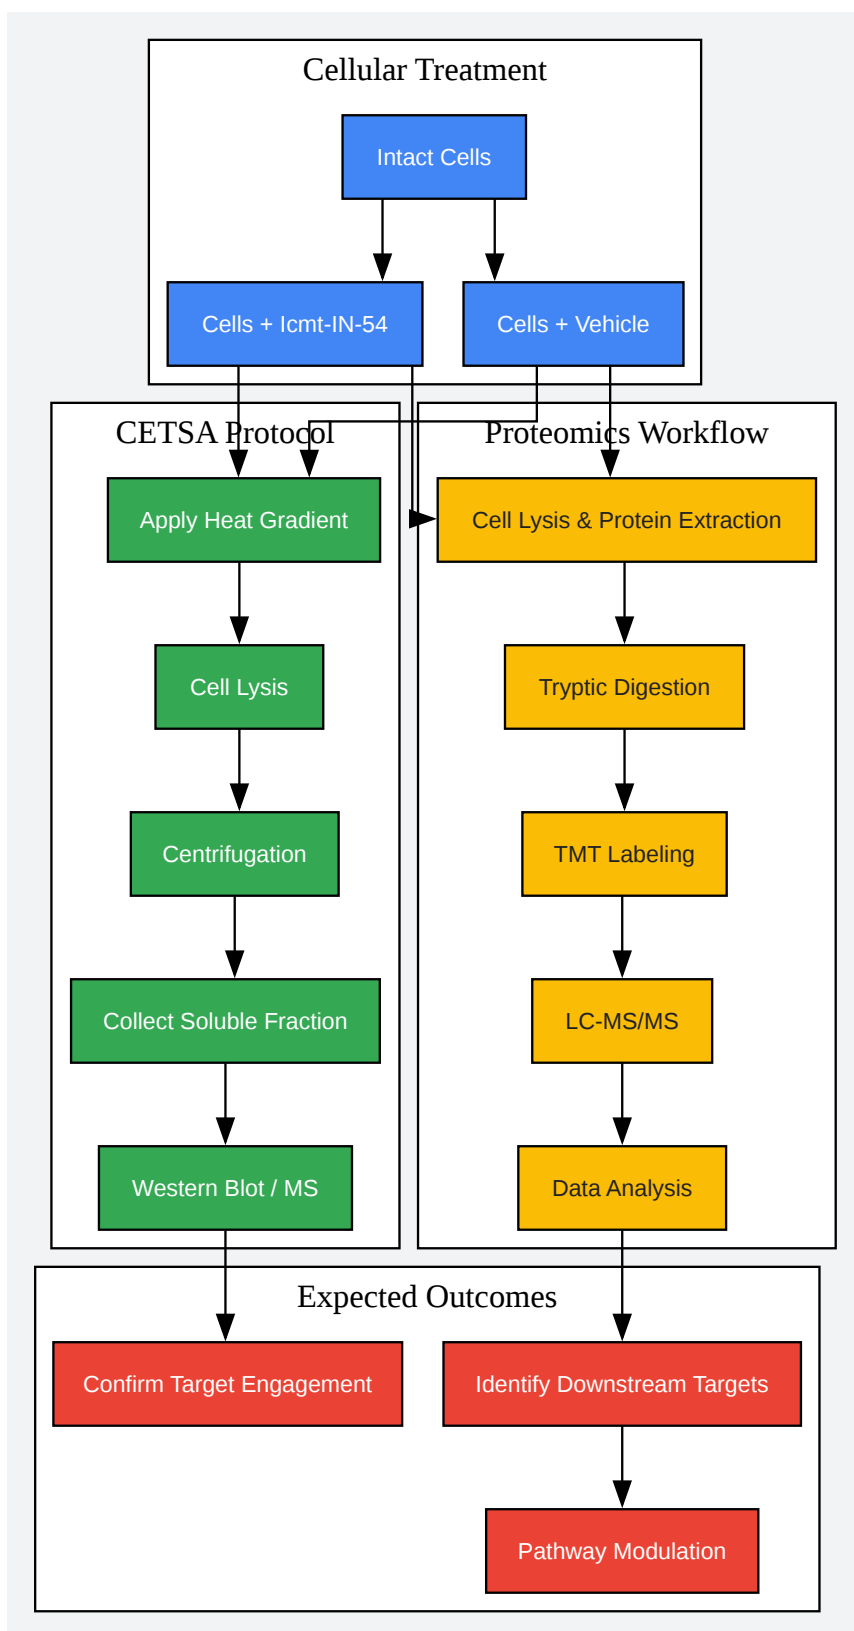 Cellular Treatment
Intact Cells
Cells + Icmt-IN-54
Cells + Vehicle
CETSA Protocol
Apply Heat Gradient
Cell Lysis
Centrifugation
Collect Soluble Fraction
Western Blot / MS
Proteomics Workflow
Cell Lysis & Protein Extraction
Tryptic Digestion
TMT Labeling
LC-MS/MS
Data Analysis
Expected Outcomes
Confirm Target Engagement
Identify Downstream Targets
Pathway Modulation